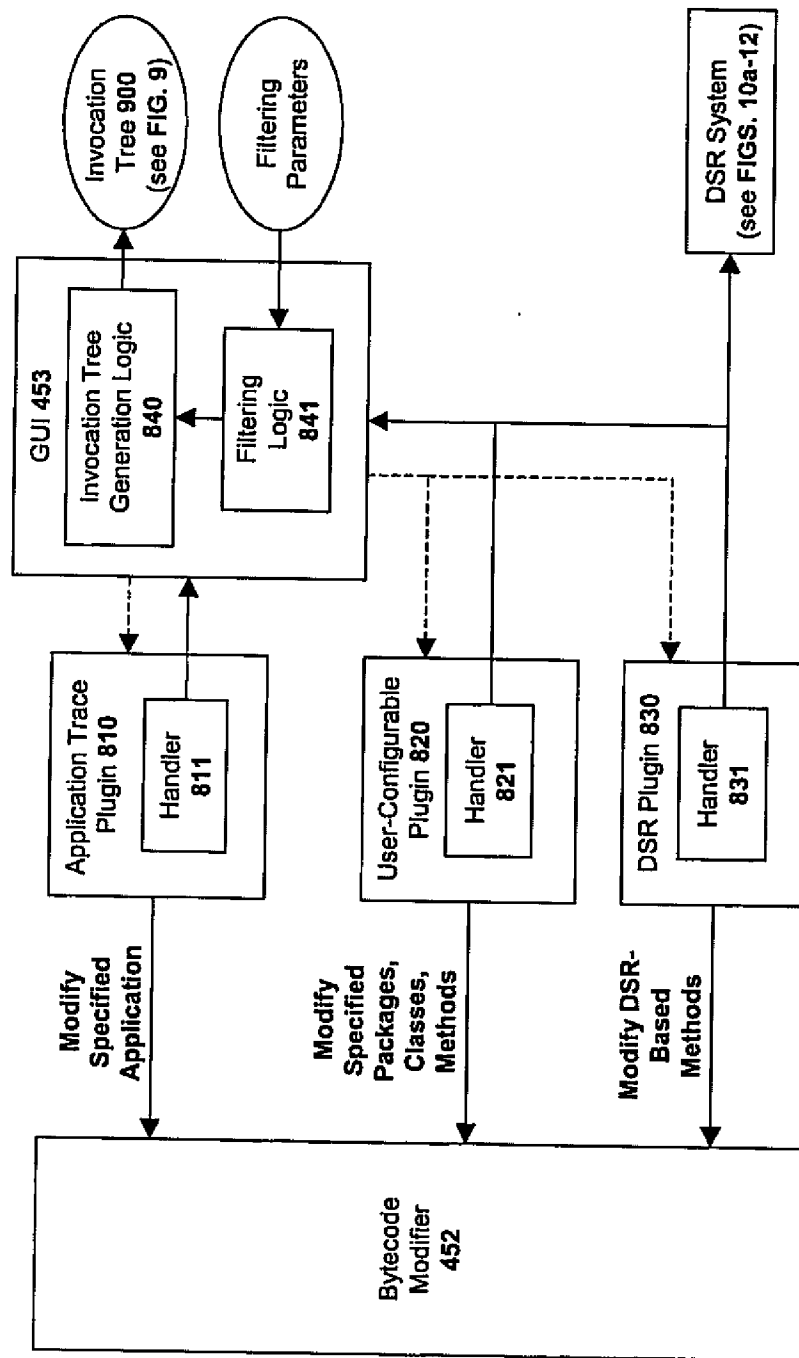 Bytecode
Modifier
452
Modify
Specified
Application
Modify
Specified
Packages,
Classes,
Methods
Modify DSR-
Based
Methods
Application Trace
Plugin 810
Handler
811
User-Configurable
Plugin 820
Handler
821
DSR Plugin 830
Handler
831
GUI 453
Invocation Tree
Generation Logic
840
Filtering
Logic
841
Invocation
Tree 900
(see FIG. 9)
Filtering
Parameters
DSR System
(see FIGS. 10a-12)